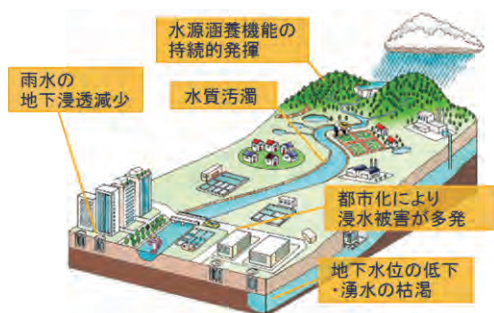 水源涵養機能の
持続的発揮
雨水の
地下浸透減少
水質汚濁
都市化により
浸水被害が多発
地下水位の低下
・湧水の枯渇